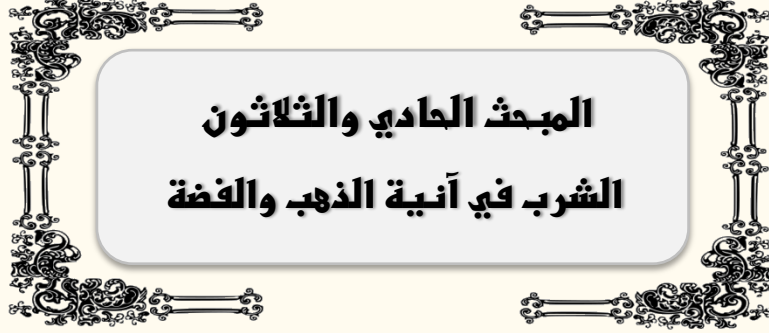 المبحث الحادي والثلاثون
الشرب في آنية الذهب والفضة